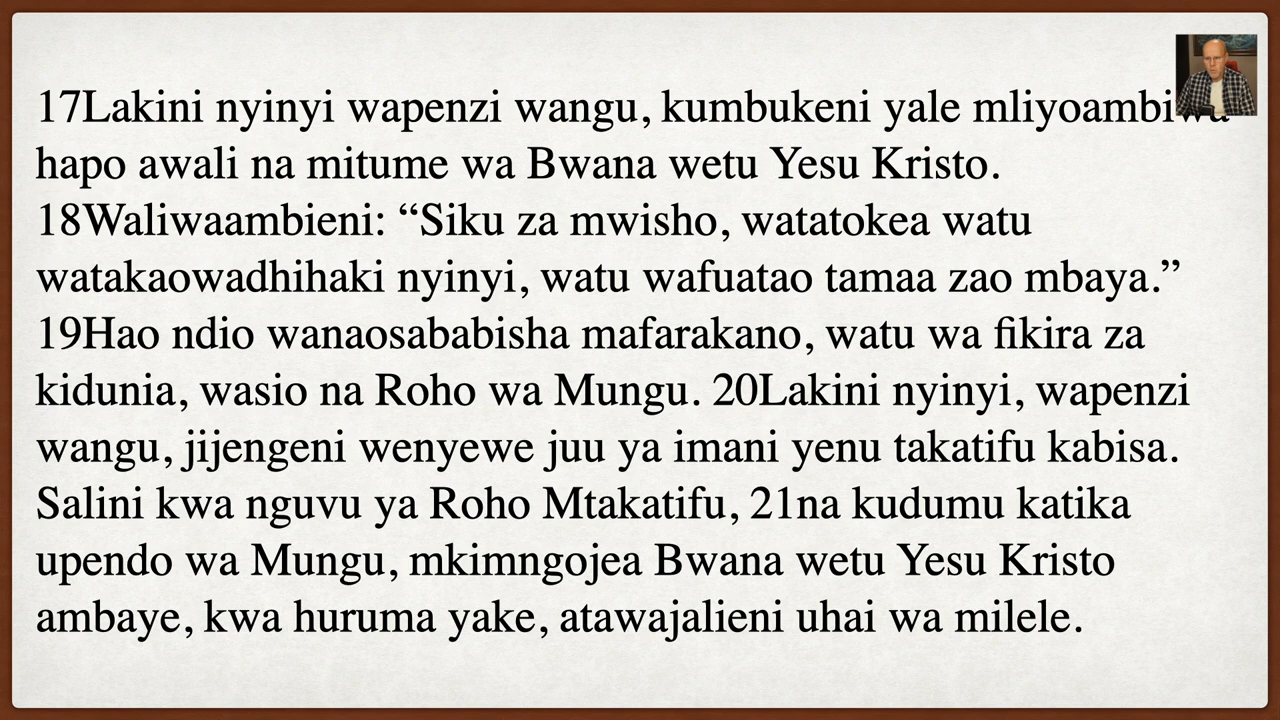 17Lakini nyinyi wapenzi wangu, kumbukeni yale mliyoambiwa
hapo awali na mitume wa Bwana wetu Yesu Kristo.
18Waliwaambieni: “Siku za mwisho, watatokea watu
watakaowadhihaki nyinyi, watu wafuatao tamaa zao mbaya.”
19Hao ndio wanaosababisha mafarakano, watu wa fikira za
kidunia, wasio na Roho wa Mungu. 20Lakini nyinyi, wapenzi
wangu, jijengeni wenyewe juu ya imani yenu takatifu kabisa.
Salini kwa nguvu ya Roho Mtakatifu, 21na kudumu katika
upendo wa Mungu, mkimngojea Bwana wetu Yesu Kristo
ambaye, kwa huruma yake, atawajalieni uhai wa milele.